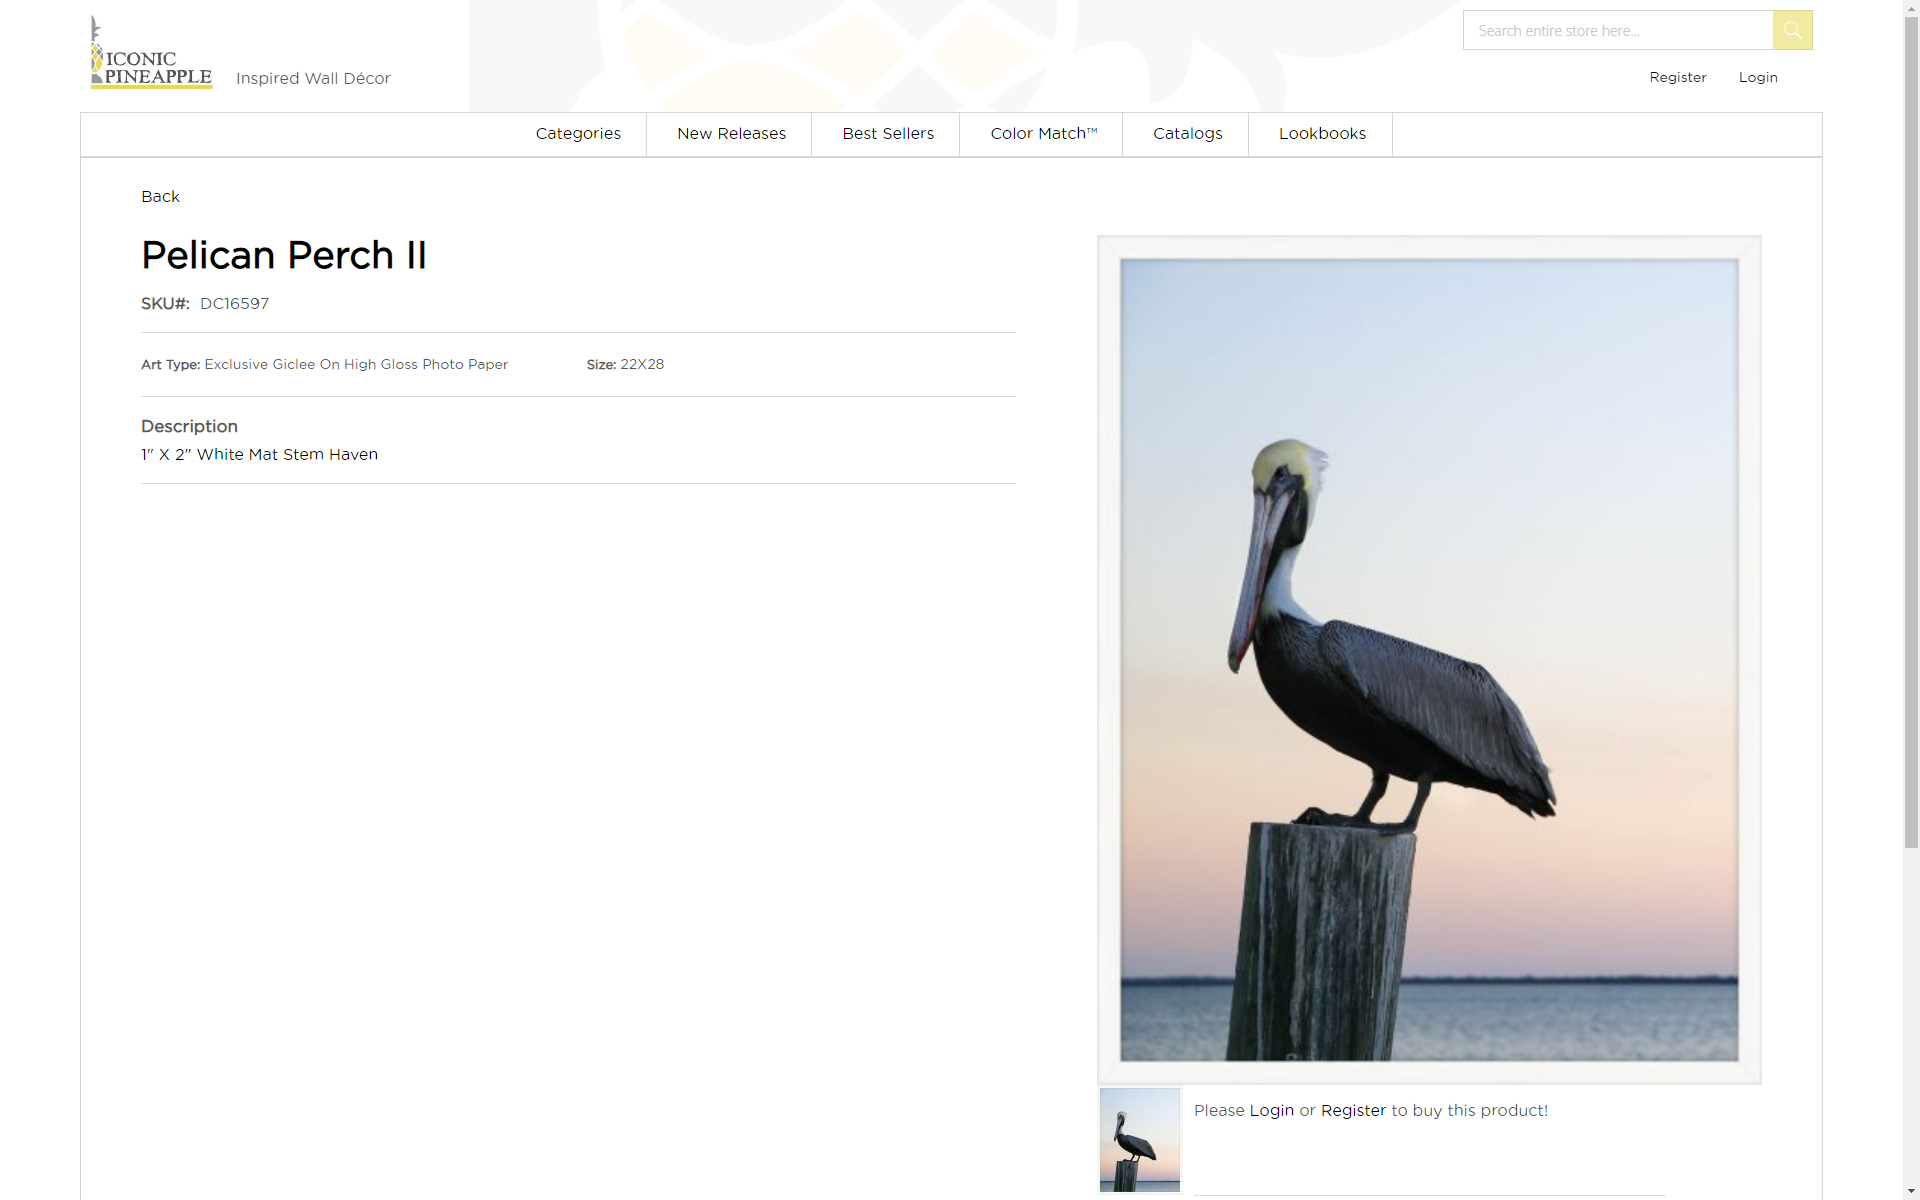 ICONIC
PINEAPPLE
Inspired Wall Décor
Search entire store here...
Register
Login
Categories
New Releases
Best Sellers
Color Match™
Catalogs
Lookbooks
Back
Pelican Perch II
SKU#: DC16597
Art Type: Exclusive Giclee On High Gloss Photo Paper
Size: 22X28
Description
1" X 2" White Mat Stem Haven
Please Login or Register to buy this product!